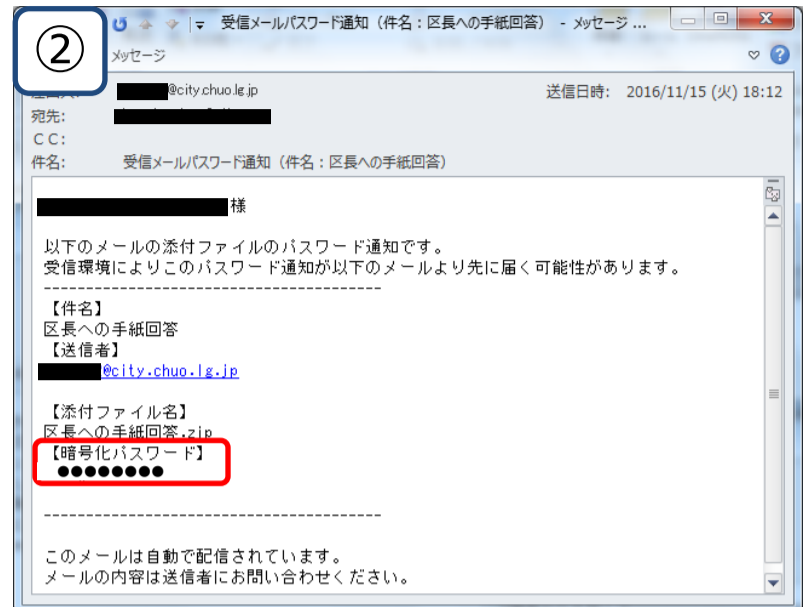 ②
受信メールパスワード通知（件名：区長への手紙回答） - メッセージ ...
メッセージ
@city.chuo.lg.jp
送信日時: 2016/11/15 (火) 18:12
宛先:
CC:
件名: 受信メールパスワード通知（件名：区長への手紙回答）
様
以下のメールの添付ファイルのパスワード通知です。
受信環境によりこのパスワード通知が以下のメールより先に届く可能性があります。
----------------------------------------
【件名】
区長への手紙回答
【送信者】
@city.chuo.lg.jp
【添付ファイル名】
区長への手紙回答.zip
【暗号化パスワード】
●●●●●●●●
----------------------------------------
このメールは自動で配信されています。
メールの内容は送信者にお問い合わせください。